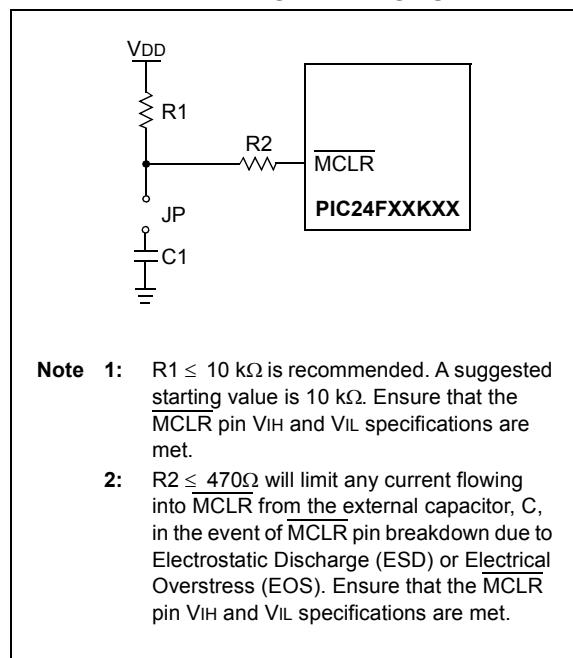 VDD
R1
R2
MCLR
PIC24FXXKXX
JP
C1
Note 1: R1 ≤ 10 kΩ is recommended. A suggested
starting value is 10 kΩ. Ensure that the
MCLR pin VIH and VIL specifications are
met.
2: R2 ≤ 470Ω will limit any current flowing
into MCLR from the external capacitor, C,
in the event of MCLR pin breakdown due to
Electrostatic Discharge (ESD) or Electrical
Overstress (EOS). Ensure that the MCLR
pin VIH and VIL specifications are met.